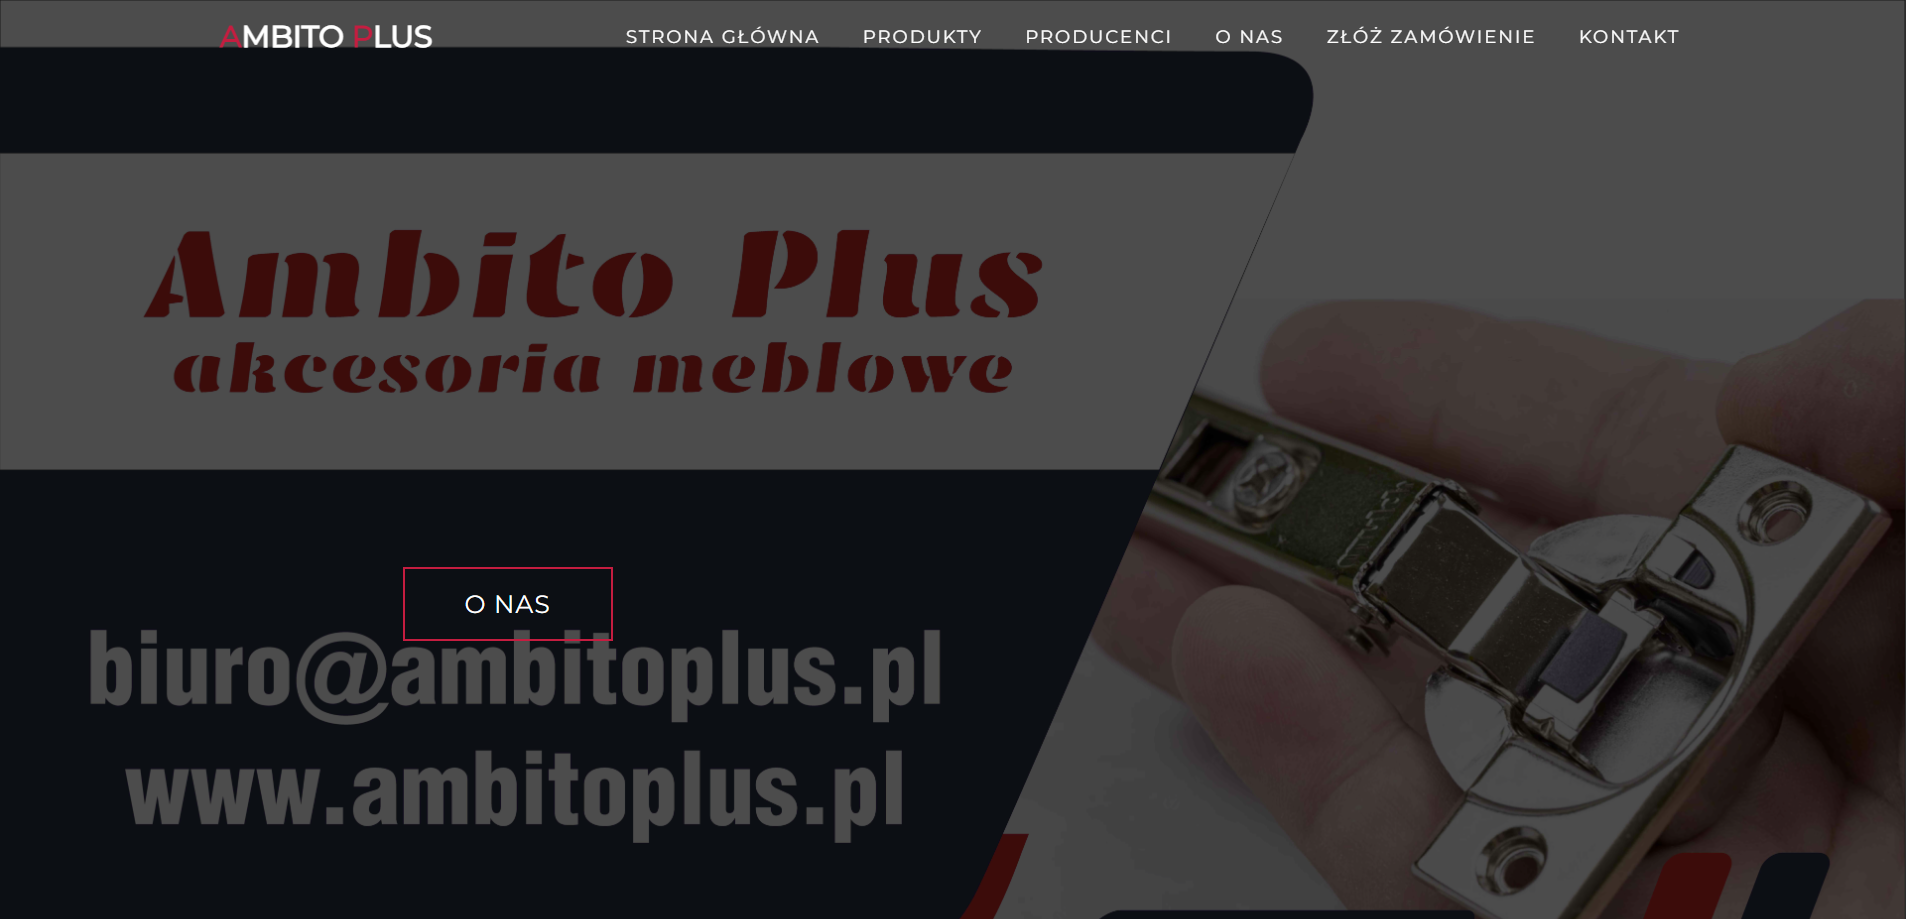 AMBITO PLUS
STRONA GŁÓWNA
PRODUKTY
PRODUCENCI
O NAS
ZŁÓŻ ZAMÓWIENIE
KONTAKT
Ambito Plus
akcesoria meblowe
O NAS
biuro@ambitoplus.pl
www.ambitoplus.pl